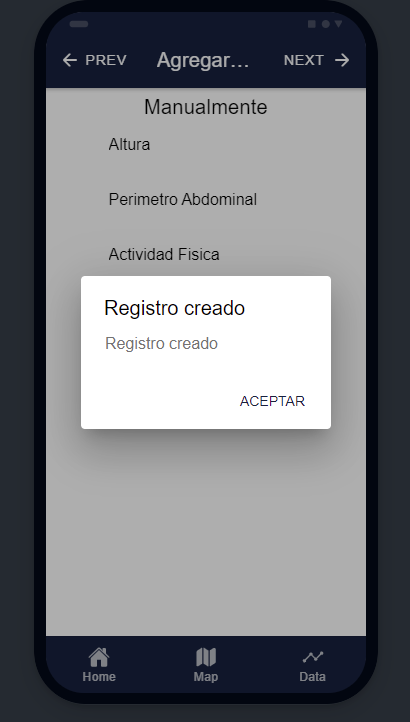 PREV
Agregar...
NEXT
Manualmente
Altura
Perimetro Abdominal
Actividad Fisica
Registro creado
Registro creado
ACEPTAR
Home
Map
Data